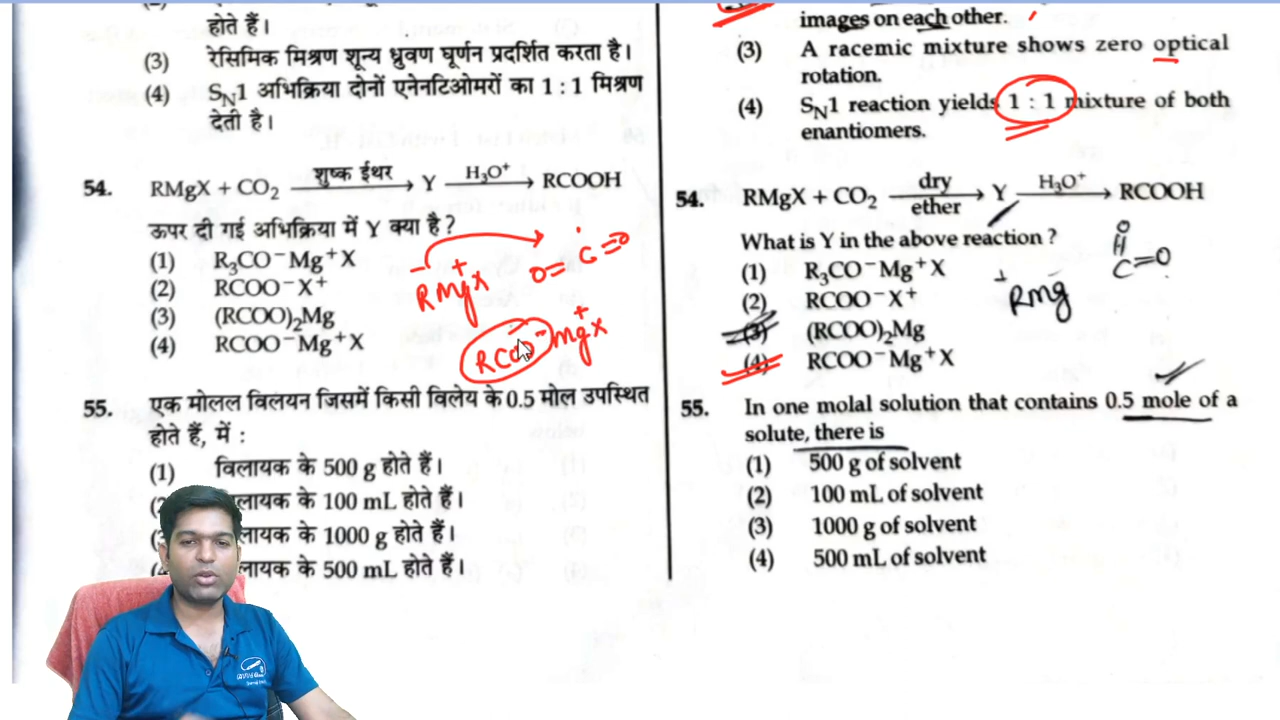 होते हैं।
(3) रेसिमिक मिश्रण शून्य ध्रुवण घूर्णन प्रदर्शित करता है।
(4) S_N1 अभिक्रिया दोनों एनेनटिओमरों का 1 : 1 मिश्रण
देती है।
54. RMgX + CO₂ शुष्क ईथर → Y H₃O⁺ → RCOOH
ऊपर दी गई अभिक्रिया में Y क्या है ?
(1) R₃CO⁻Mg⁺X
(2) RCOO⁻X⁺
(3) (RCOO)₂Mg
(4) RCOO⁻Mg⁺X
− +
RMgX O=C=O
RCOO⁻Mg⁺X
55. एक मोलल विलयन जिसमें किसी विलेय के 0.5 मोल उपस्थित
होते हैं, में :
(1) विलायक के 500 g होते हैं।
लायक के 100 mL होते हैं।
लायक के 1000 g होते हैं।
लायक के 500 mL होते हैं।
images on each other.
(3) A racemic mixture shows zero optical
rotation.
(4) S_N1 reaction yields 1 : 1 mixture of both
enantiomers.
54. RMgX + CO₂ dry ether → Y H₃O⁺ → RCOOH
What is Y in the above reaction ?
(1) R₃CO⁻Mg⁺X
(2) RCOO⁻X⁺
(3) (RCOO)₂Mg
(4) RCOO⁻Mg⁺X
O
C=O
RMg
55. In one molal solution that contains 0.5 mole of a
solute, there is
(1) 500 g of solvent
(2) 100 mL of solvent
(3) 1000 g of solvent
(4) 500 mL of solvent